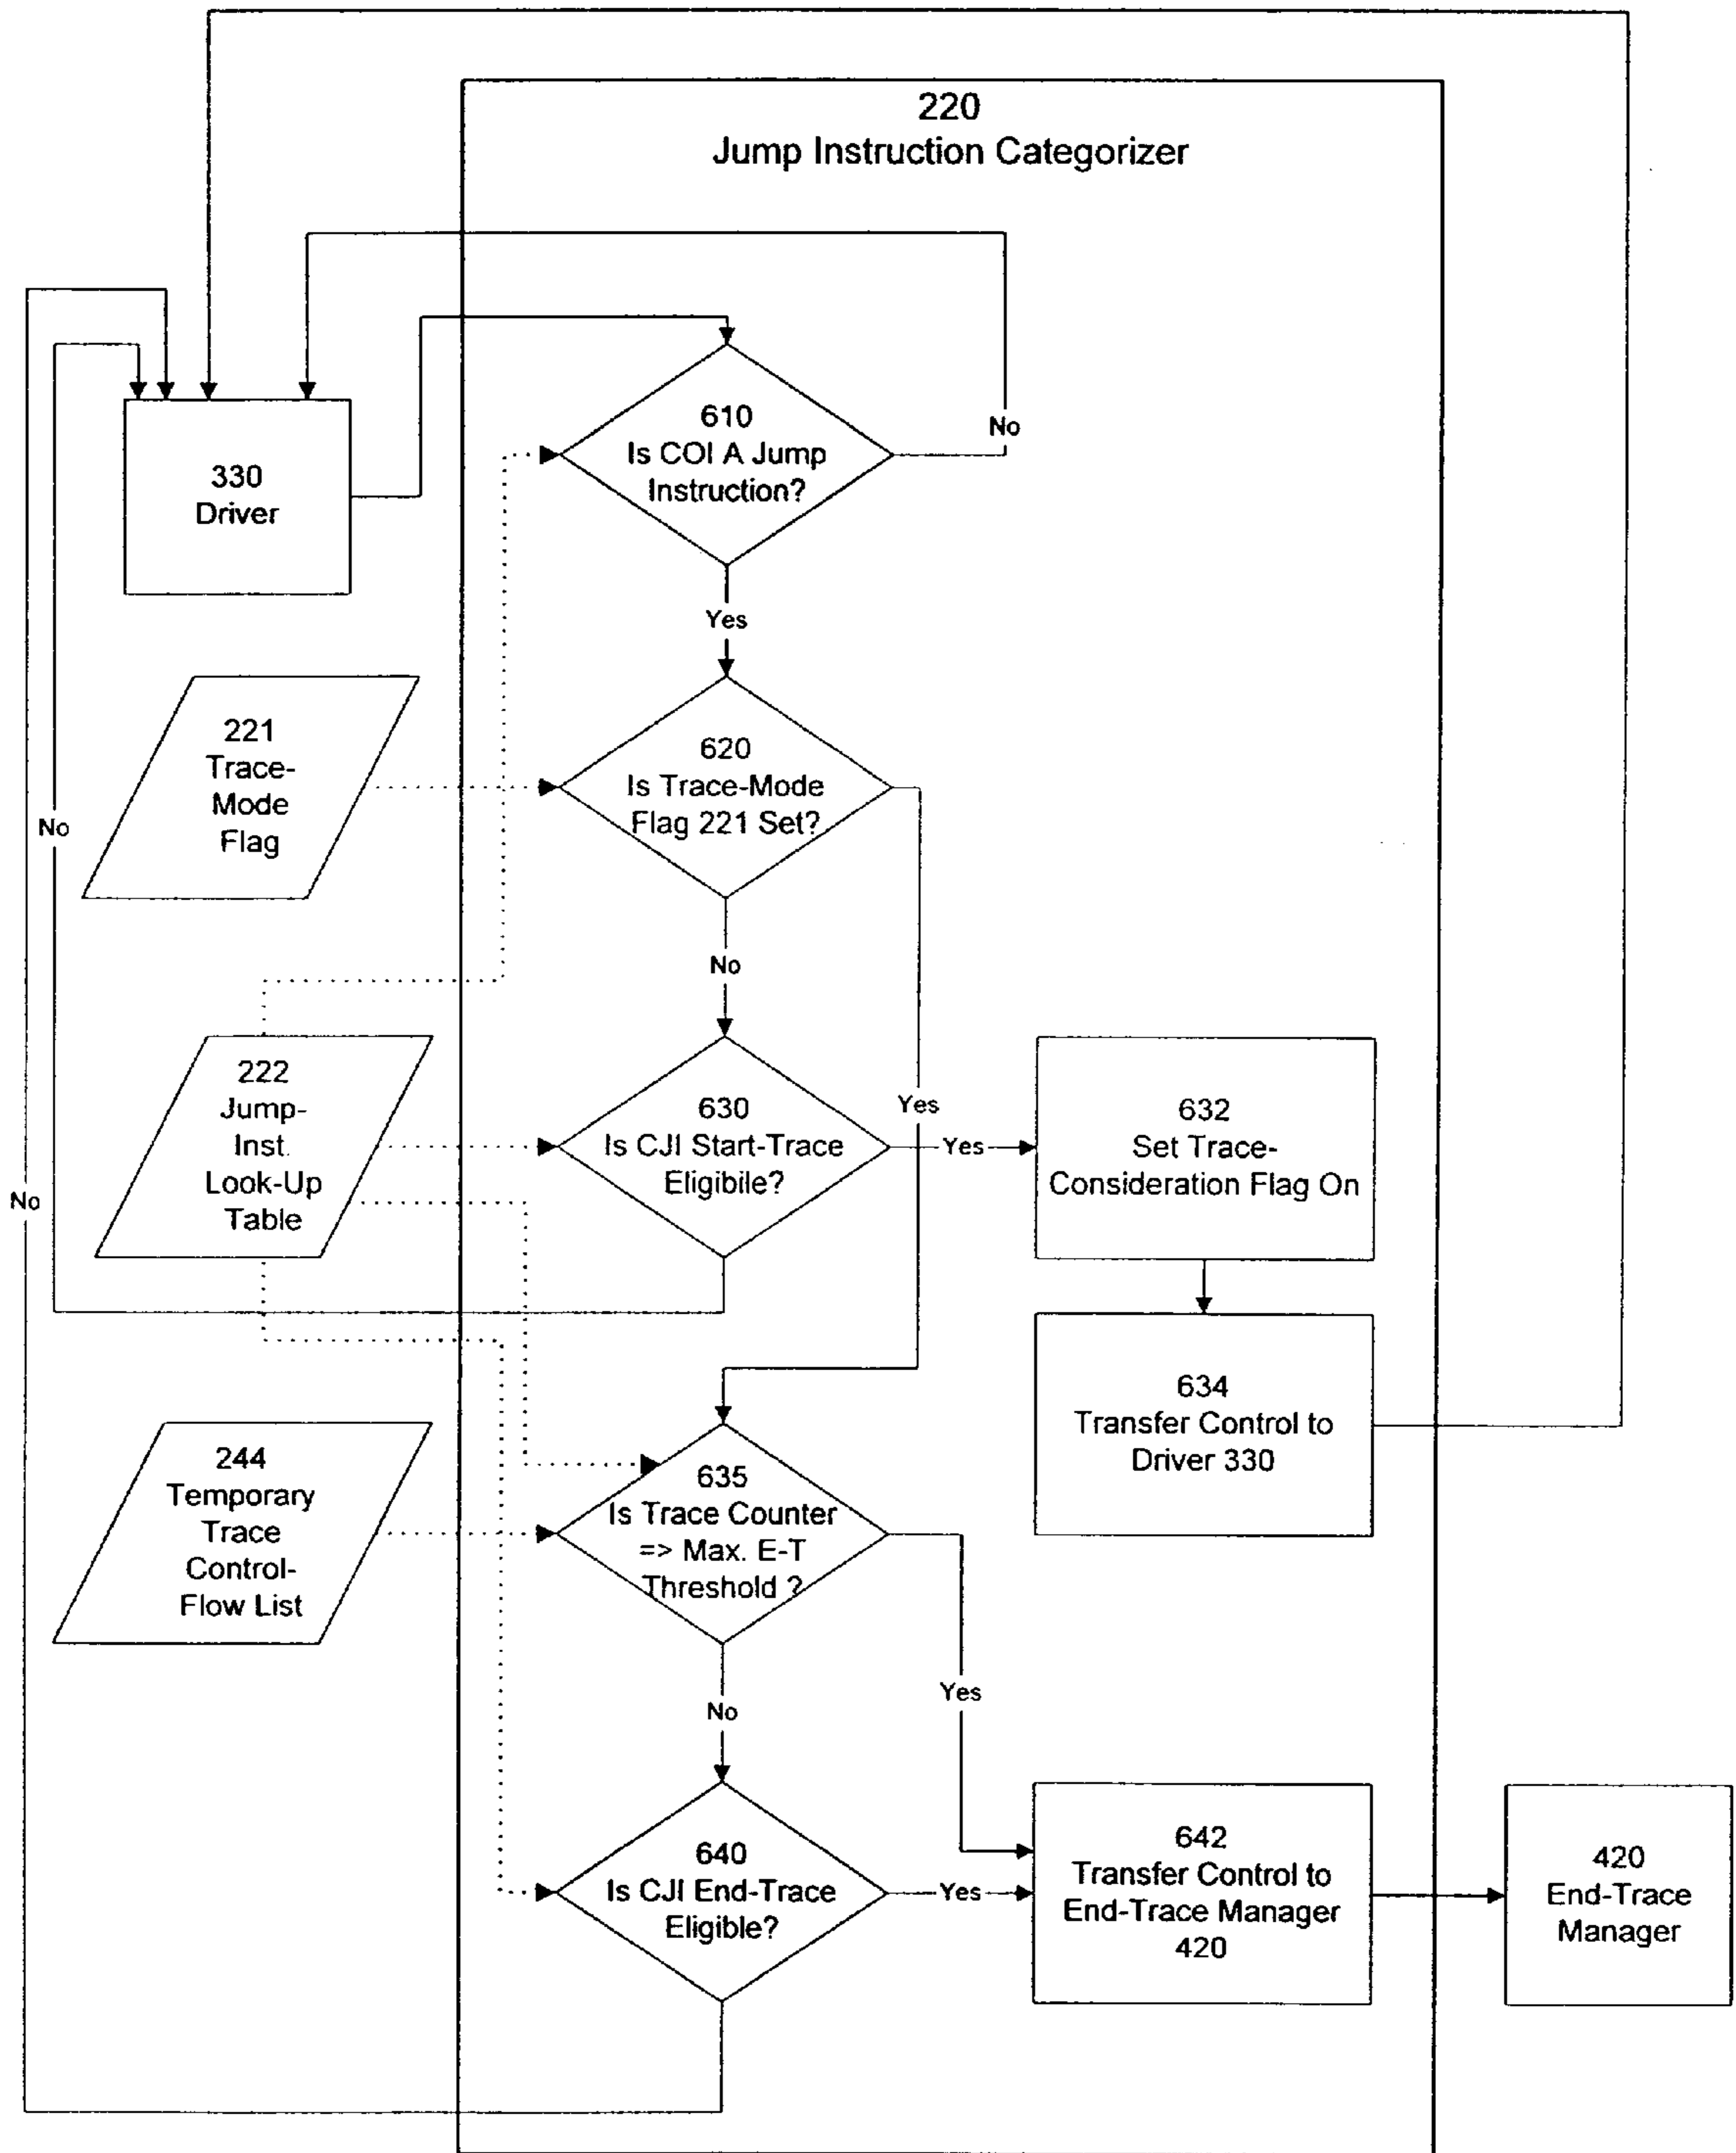 220
Jump Instruction Categorizer
610
Is COI A Jump
Instruction?
No
330
Driver
Yes
221
Trace-
Mode
Flag
620
Is Trace-Mode
Flag 221 Set?
No
No
222
Jump-
Inst.
Look-Up
Table
630
Is CJI Start-Trace
Eligibile?
Yes
Yes
632
Set Trace-
Consideration Flag On
No
634
Transfer Control to
Driver 330
244
Temporary
Trace
Control-
Flow List
635
Is Trace Counter
=> Max. E-T
Threshold ?
Yes
No
640
Is CJI End-Trace
Eligible?
Yes
642
Transfer Control to
End-Trace Manager
420
420
End-Trace
Manager